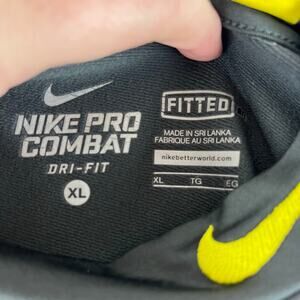 NIKE PRO
COMBAT
DRI-FIT
XL
FITTED
MADE IN SRI LANKA
FABRIQUE AU SRI LANKA
nikebetterworld.com
XL TG EG